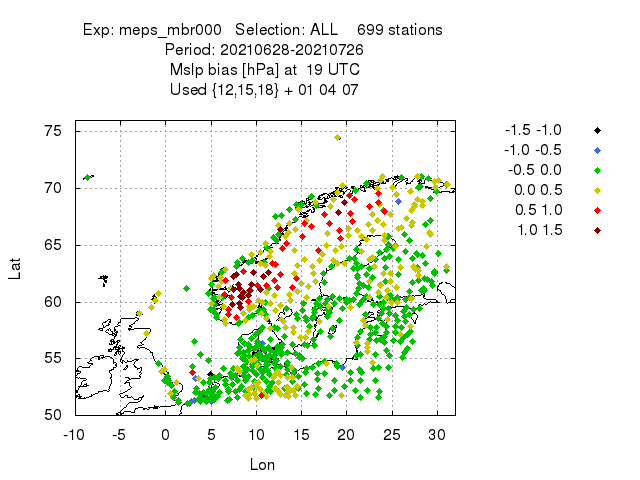 Exp: meps_mbr000   Selection: ALL    699 stations
Period: 20210628-20210726
Mslp bias [hPa] at  19 UTC
Used {12,15,18} + 01 04 07
75
70
65
60
55
50
-10 -5 0 5 10 15 20 25 30
Lat
Lon
-1.5 -1.0
-1.0 -0.5
-0.5 0.0
0.0 0.5
0.5 1.0
1.0 1.5